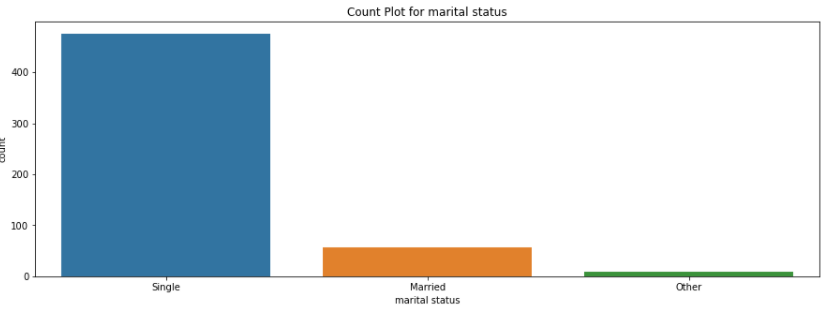 Count Plot for marital status
400
300
200
100
0
count
Single Married Other
marital status